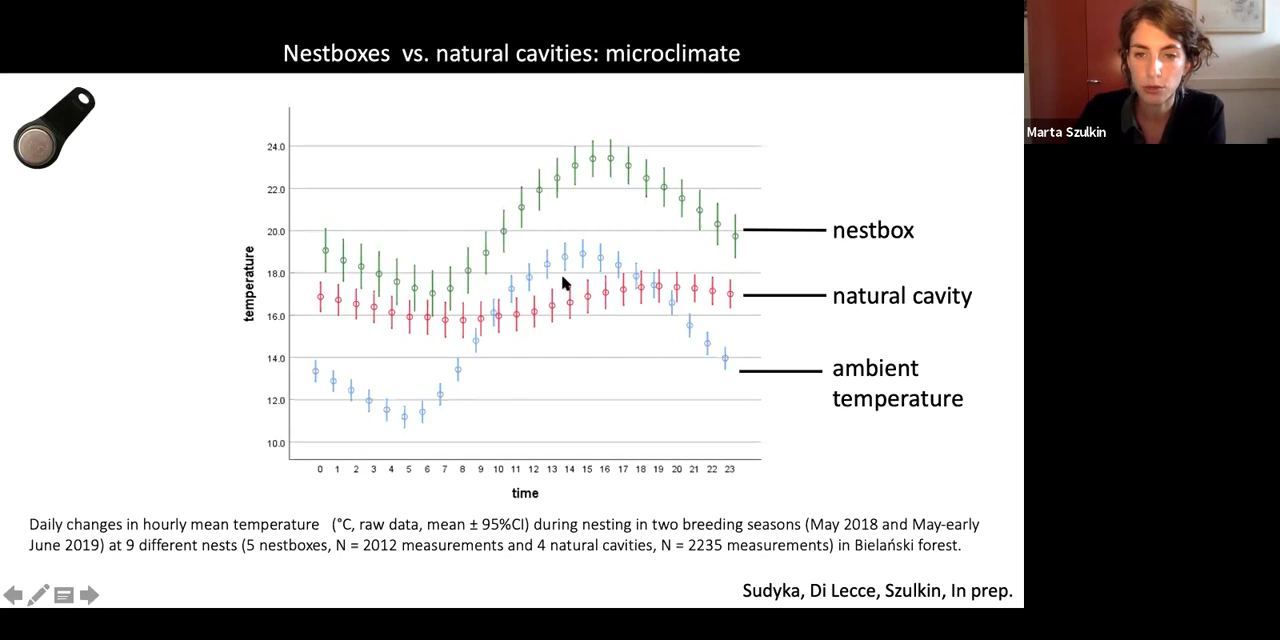 Nestboxes vs. natural cavities: microclimate
Marta Szulkin
24.0
22.0
20.0
18.0
16.0
14.0
12.0
10.0
temperature
nestbox
natural cavity
ambient
temperature
0 1 2 3 4 5 6 7 8 9 10 11 12 13 14 15 16 17 18 19 20 21 22 23
time
Daily changes in hourly mean temperature (°C, raw data, mean ± 95%CI) during nesting in two breeding seasons (May 2018 and May-early
June 2019) at 9 different nests (5 nestboxes, N = 2012 measurements and 4 natural cavities, N = 2235 measurements) in Bielański forest.
Sudyka, Di Lecce, Szulkin, In prep.